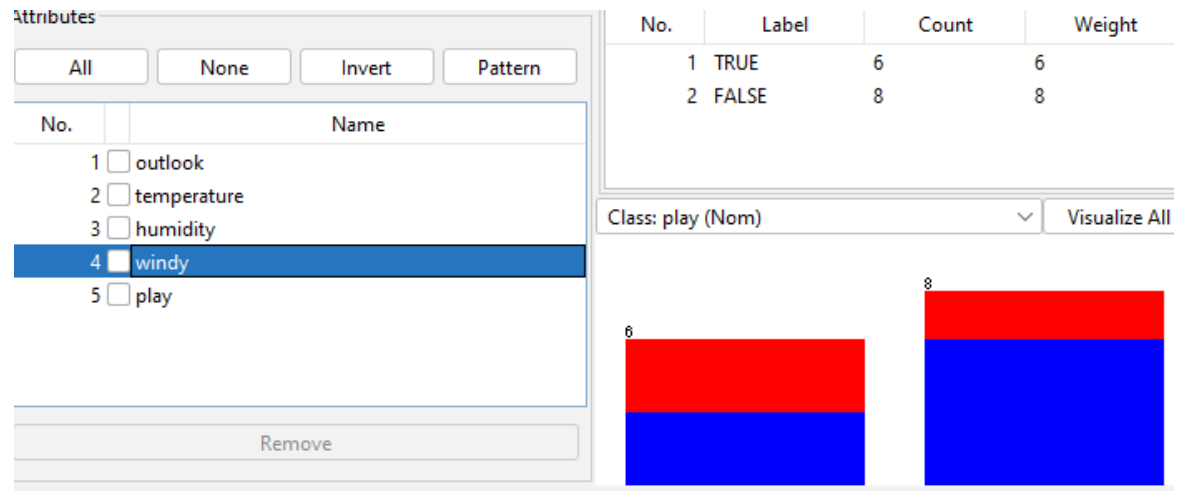 Attributes
All None Invert Pattern
No. Name
1 outlook
2 temperature
3 humidity
4 windy
5 play
Remove
No. Label Count Weight
1 TRUE 6 6
2 FALSE 8 8
Class: play (Nom) Visualize All
6
8